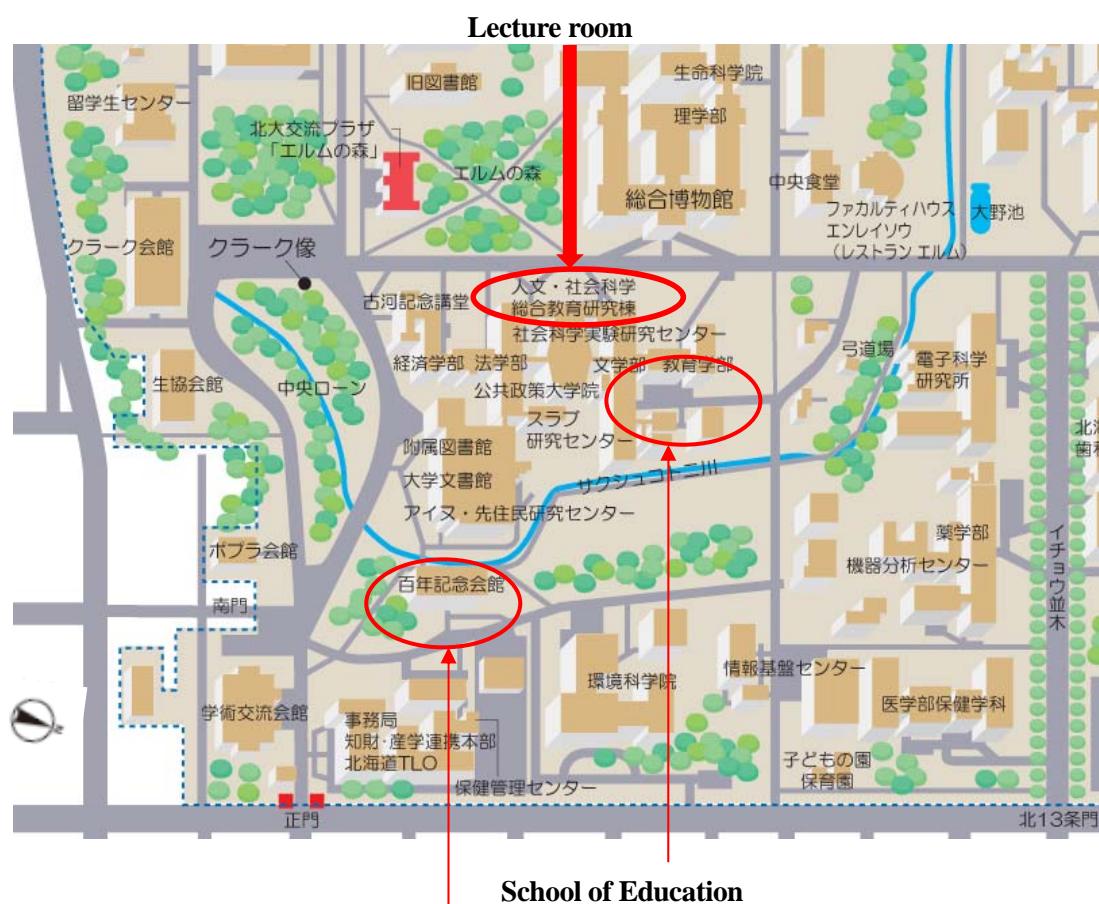 Lecture room
生命科学院
旧図書館
留学生センター
理学部
北大交流プラザ
「エルムの森」
エルムの森
中央食堂
総合博物館
ファカルティハウス
エンレイソウ
(レストラン エルム)
大野池
クラーク会館
クラーク像
人文・社会科学
総合教育研究棟
古河記念講堂
社会科学実験研究センター
弓道場
電子科学
研究所
経済学部
法学部
文学部
教育学部
生協会館
中央ローン
公共政策大学院
スラブ
研究センター
附属図書館
大学文書館
アイヌ・先住民研究センター
サクシュコトニ川
薬学部
機器分析センター
イチョウ並木
ポプラ会館
百年記念会館
南門
環境科学院
情報基盤センター
医学部保健学科
学術交流会館
事務局
知財・産学連携本部
北海道TLO
保健管理センター
子どもの園
保育園
正門
北13条門
School of Education